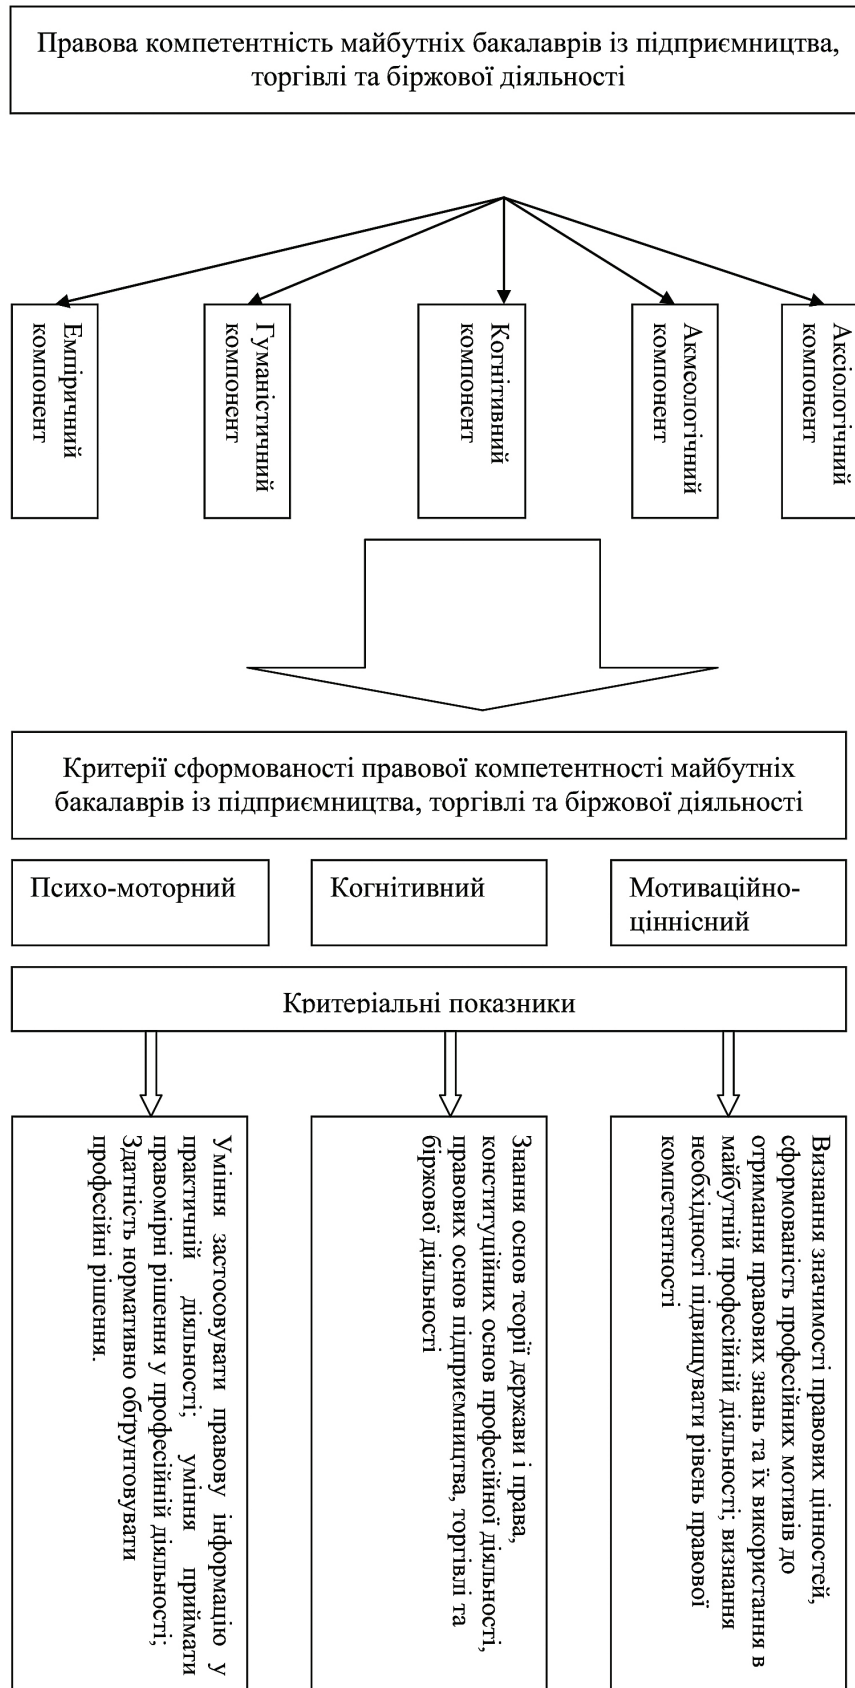 Правова компетентність майбутніх бакалаврів із підприємництва,
торгівлі та біржової діяльності
Емпіричний
компонент
Гуманістичний
компонент
Когнітивний
компонент
Акмеологічний
компонент
Аксіологічний
компонент
Критерії сформованості правової компетентності майбутніх
бакалаврів із підприємництва, торгівлі та біржової діяльності
Психо-моторний
Когнітивний
Мотиваційно-
ціннісний
Критеріальні показники
Уміння застосовувати правову інформацію у
практичній діяльності; уміння приймати
правомірні рішення у професійній діяльності;
Здатність нормативно обґрунтовувати
професійні рішення.
Знання основ теорії держави і права,
конституційних основ професійної діяльності,
правових основ підприємництва, торгівлі та
біржової діяльності
Визнання значимості правових цінностей,
сформованість професійних мотивів до
отримання правових знань та їх використання в
майбутній професійній діяльності; визнання
необхідності підвищувати рівень правової
компетентності